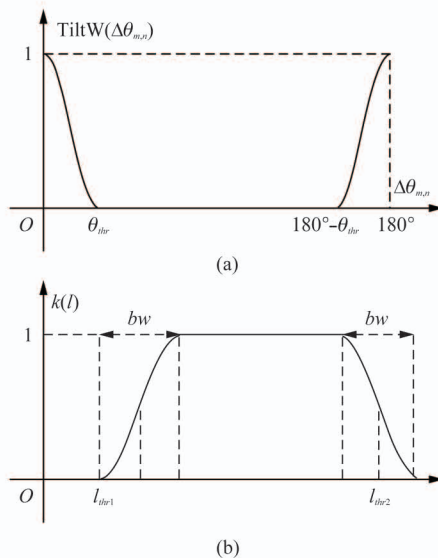 TiltW(Δθm,n)
1
Δθm,n
O θthr 180°-θthr 180°
(a)
k(l)
bw bw
1
O lthr1 lthr2
(b)